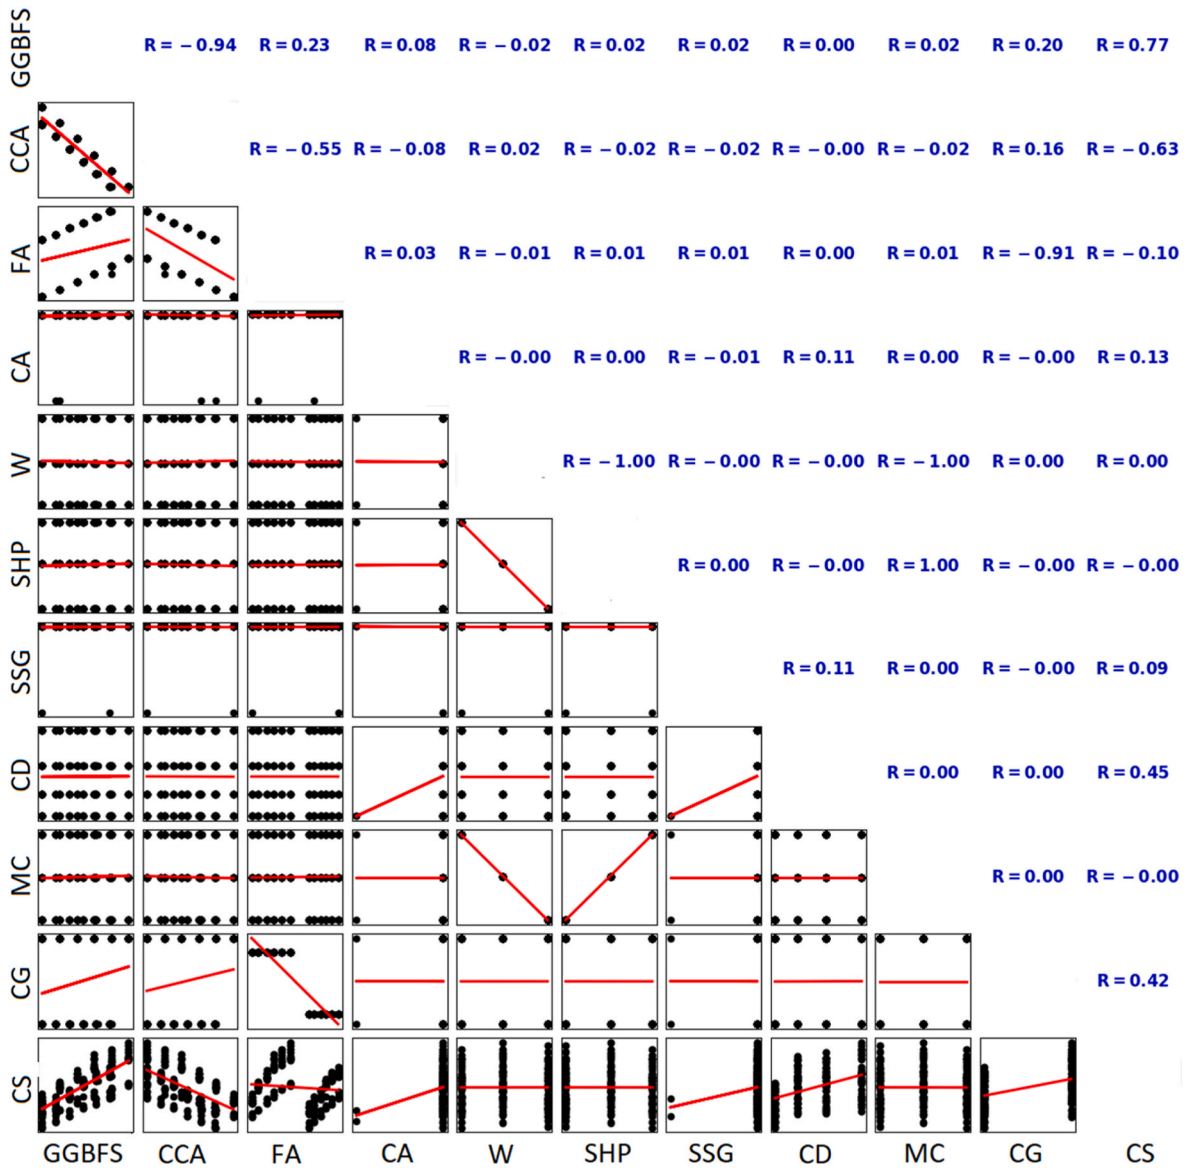 GGBFS R = −0.94 R = 0.23 R = 0.08 R = −0.02 R = 0.02 R = 0.02 R = 0.00 R = 0.02 R = 0.20 R = 0.77
CCA R = −0.55 R = −0.08 R = 0.02 R = −0.02 R = −0.02 R = −0.00 R = −0.02 R = 0.16 R = −0.63
FA R = 0.03 R = −0.01 R = 0.01 R = 0.01 R = 0.00 R = 0.01 R = −0.91 R = −0.10
CA R = −0.00 R = 0.00 R = −0.01 R = 0.11 R = 0.00 R = −0.00 R = 0.13
W R = −1.00 R = −0.00 R = −0.00 R = −1.00 R = 0.00 R = 0.00
SHP R = 0.00 R = −0.00 R = 1.00 R = −0.00 R = −0.00
SSG R = 0.11 R = 0.00 R = −0.00 R = 0.09
CD R = 0.00 R = 0.00 R = 0.45
MC R = 0.00 R = −0.00
CG R = 0.42
CS
GGBFS CCA FA CA W SHP SSG CD MC CG CS